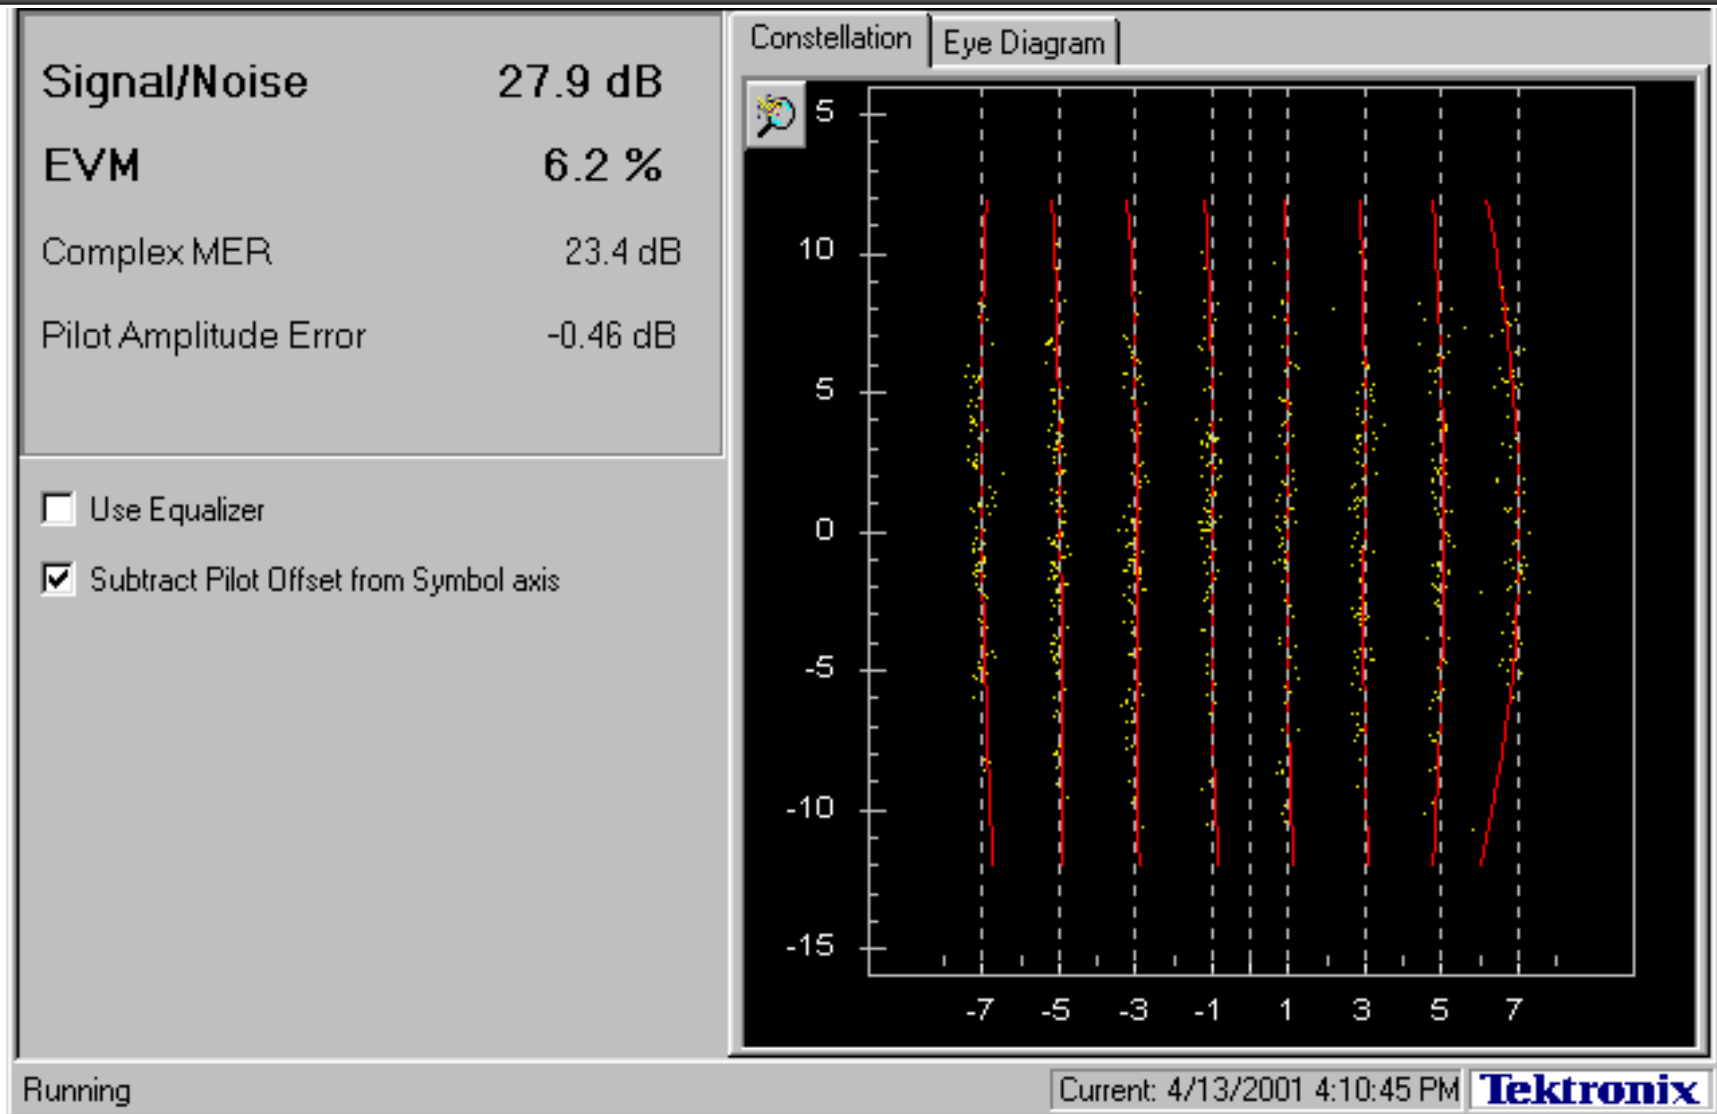 Signal/Noise 27.9 dB
EVM 6.2 %
Complex MER 23.4 dB
Pilot Amplitude Error -0.46 dB
Use Equalizer
Subtract Pilot Offset from Symbol axis
Constellation Eye Diagram
5
10
5
0
-5
-10
-15
-7 -5 -3 -1 1 3 5 7
Running
Current: 4/13/2001 4:10:45 PM Tektronix